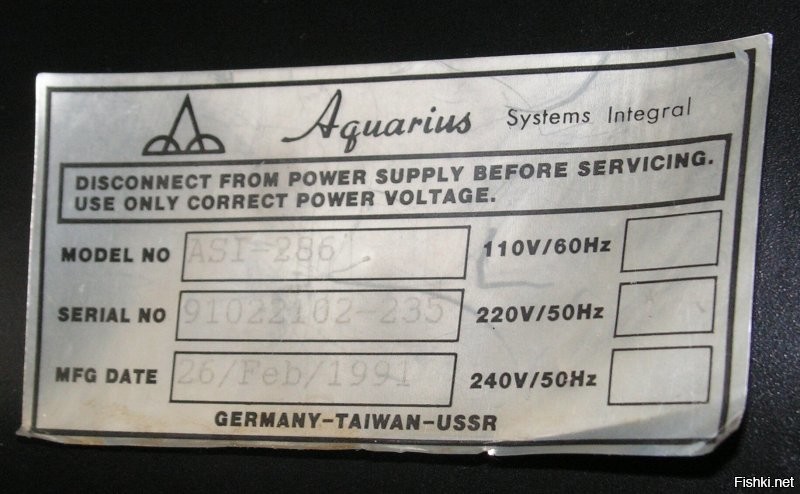 Aquarius Systems Integral
DISCONNECT FROM POWER SUPPLY BEFORE SERVICING.
USE ONLY CORRECT POWER VOLTAGE.
MODEL NO ASI-286 110V/60Hz
SERIAL NO 91022102-235 220V/50Hz
MFG DATE 26/Feb/1991 240V/50Hz
GERMANY-TAIWAN-USSR
Fishki.net